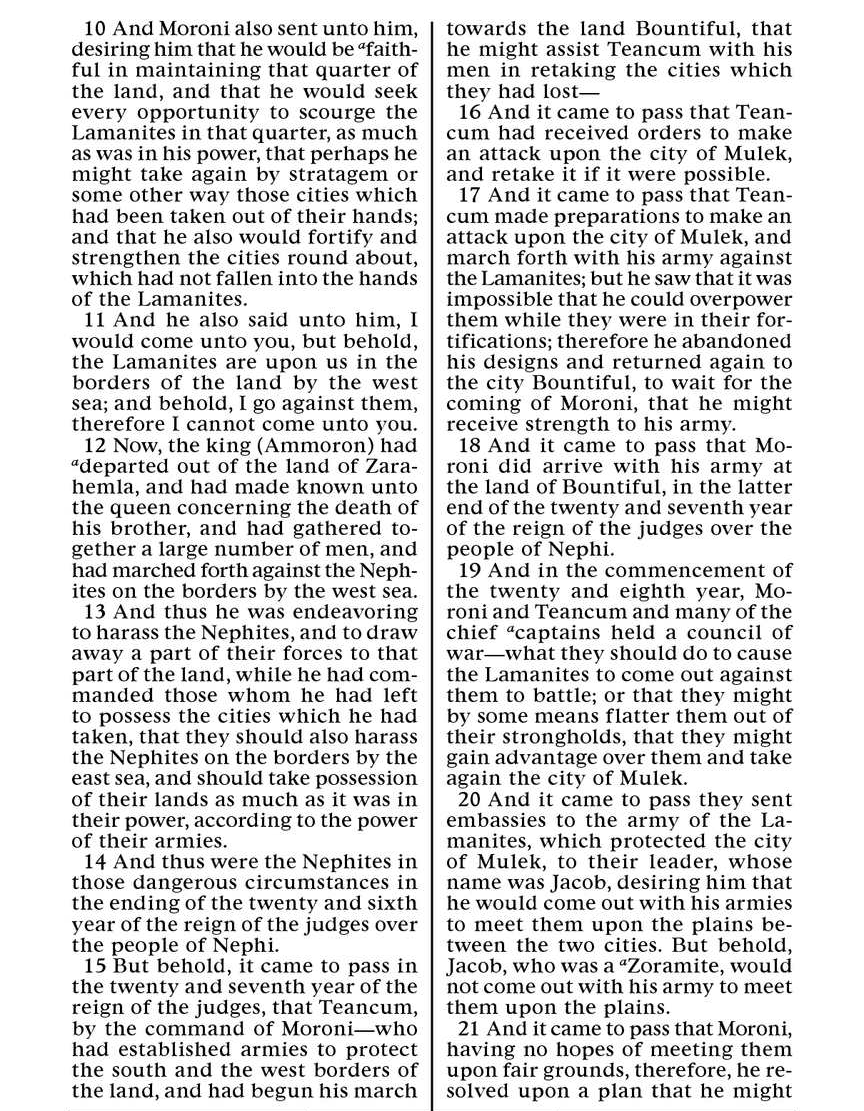 10 And Moroni also sent unto him,
desiring him that he would be ᵃfaith-
ful in maintaining that quarter of
the land, and that he would seek
every opportunity to scourge the
Lamanites in that quarter, as much
as was in his power, that perhaps he
might take again by stratagem or
some other way those cities which
had been taken out of their hands;
and that he also would fortify and
strengthen the cities round about,
which had not fallen into the hands
of the Lamanites.
11 And he also said unto him, I
would come unto you, but behold,
the Lamanites are upon us in the
borders of the land by the west
sea; and behold, I go against them,
therefore I cannot come unto you.
12 Now, the king (Ammoron) had
ᵃdeparted out of the land of Zara-
hemla, and had made known unto
the queen concerning the death of
his brother, and had gathered to-
gether a large number of men, and
had marched forth against the Neph-
ites on the borders by the west sea.
13 And thus he was endeavoring
to harass the Nephites, and to draw
away a part of their forces to that
part of the land, while he had com-
manded those whom he had left
to possess the cities which he had
taken, that they should also harass
the Nephites on the borders by the
east sea, and should take possession
of their lands as much as it was in
their power, according to the power
of their armies.
14 And thus were the Nephites in
those dangerous circumstances in
the ending of the twenty and sixth
year of the reign of the judges over
the people of Nephi.
15 But behold, it came to pass in
the twenty and seventh year of the
reign of the judges, that Teancum,
by the command of Moroni—who
had established armies to protect
the south and the west borders of
the land, and had begun his march
towards the land Bountiful, that
he might assist Teancum with his
men in retaking the cities which
they had lost—
16 And it came to pass that Tean-
cum had received orders to make
an attack upon the city of Mulek,
and retake it if it were possible.
17 And it came to pass that Tean-
cum made preparations to make an
attack upon the city of Mulek, and
march forth with his army against
the Lamanites; but he saw that it was
impossible that he could overpower
them while they were in their for-
tifications; therefore he abandoned
his designs and returned again to
the city Bountiful, to wait for the
coming of Moroni, that he might
receive strength to his army.
18 And it came to pass that Mo-
roni did arrive with his army at
the land of Bountiful, in the latter
end of the twenty and seventh year
of the reign of the judges over the
people of Nephi.
19 And in the commencement of
the twenty and eighth year, Mo-
roni and Teancum and many of the
chief ᵃcaptains held a council of
war—what they should do to cause
the Lamanites to come out against
them to battle; or that they might
by some means flatter them out of
their strongholds, that they might
gain advantage over them and take
again the city of Mulek.
20 And it came to pass they sent
embassies to the army of the La-
manites, which protected the city
of Mulek, to their leader, whose
name was Jacob, desiring him that
he would come out with his armies
to meet them upon the plains be-
tween the two cities. But behold,
Jacob, who was a ᵃZoramite, would
not come out with his army to meet
them upon the plains.
21 And it came to pass that Moroni,
having no hopes of meeting them
upon fair grounds, therefore, he re-
solved upon a plan that he might